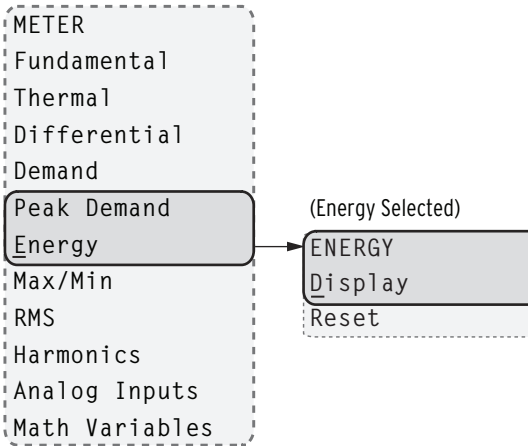 METER
Fundamental
Thermal
Differential
Demand
Peak Demand
Energy
Max/Min
RMS
Harmonics
Analog Inputs
Math Variables
(Energy Selected)
ENERGY
Display
Reset